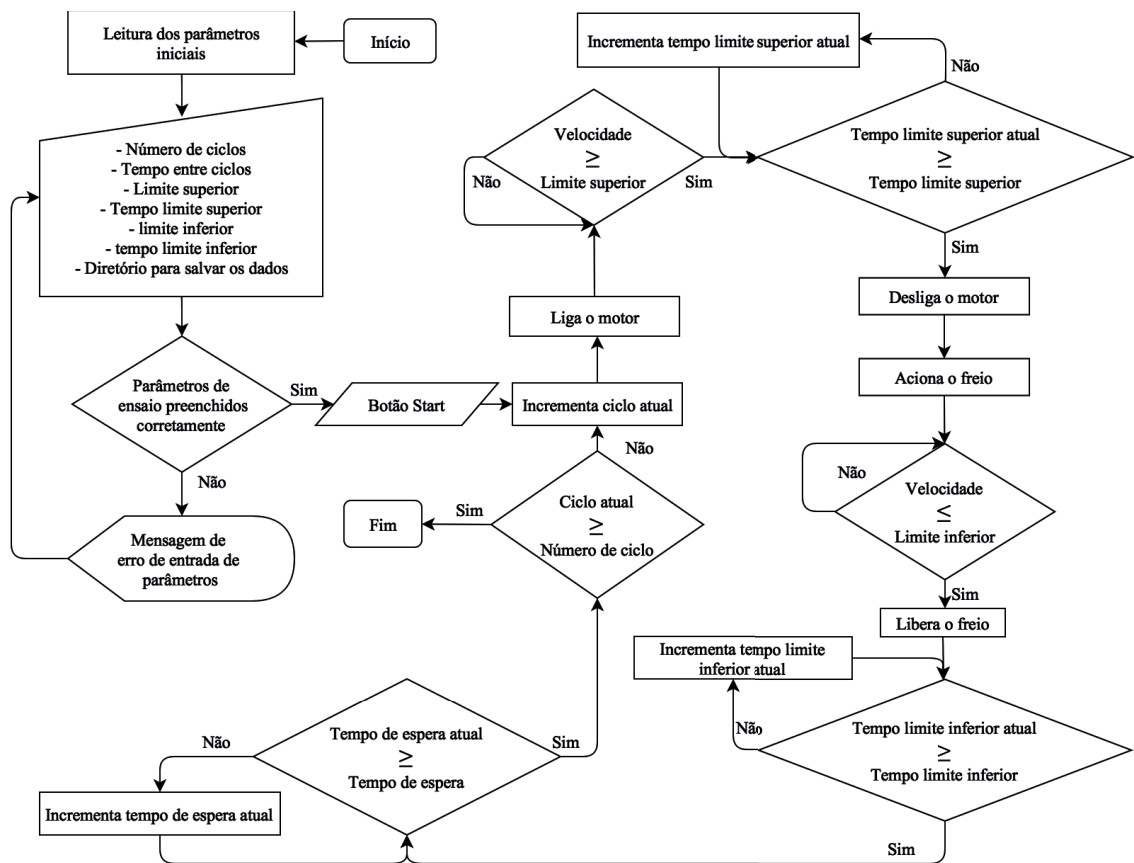 Início
Leitura dos parâmetros
iniciais
- Número de ciclos
- Tempo entre ciclos
- Limite superior
- Tempo limite superior
- limite inferior
- tempo limite inferior
- Diretório para salvar os dados
Parâmetros de
ensaio preenchidos
corretamente
Sim
Não
Mensagem de
erro de entrada de
parâmetros
Botão Start
Incrementa ciclo atual
Liga o motor
Velocidade
≥
Limite superior
Não
Sim
Incrementa tempo limite superior atual
Não
Tempo limite superior atual
≥
Tempo limite superior
Sim
Desliga o motor
Aciona o freio
Não
Velocidade
≤
Limite inferior
Sim
Libera o freio
Incrementa tempo limite
inferior atual
Não
Tempo limite inferior atual
≥
Tempo limite inferior
Sim
Tempo de espera atual
≥
Tempo de espera
Não
Sim
Incrementa tempo de espera atual
Ciclo atual
≥
Número de ciclo
Não
Sim
Fim